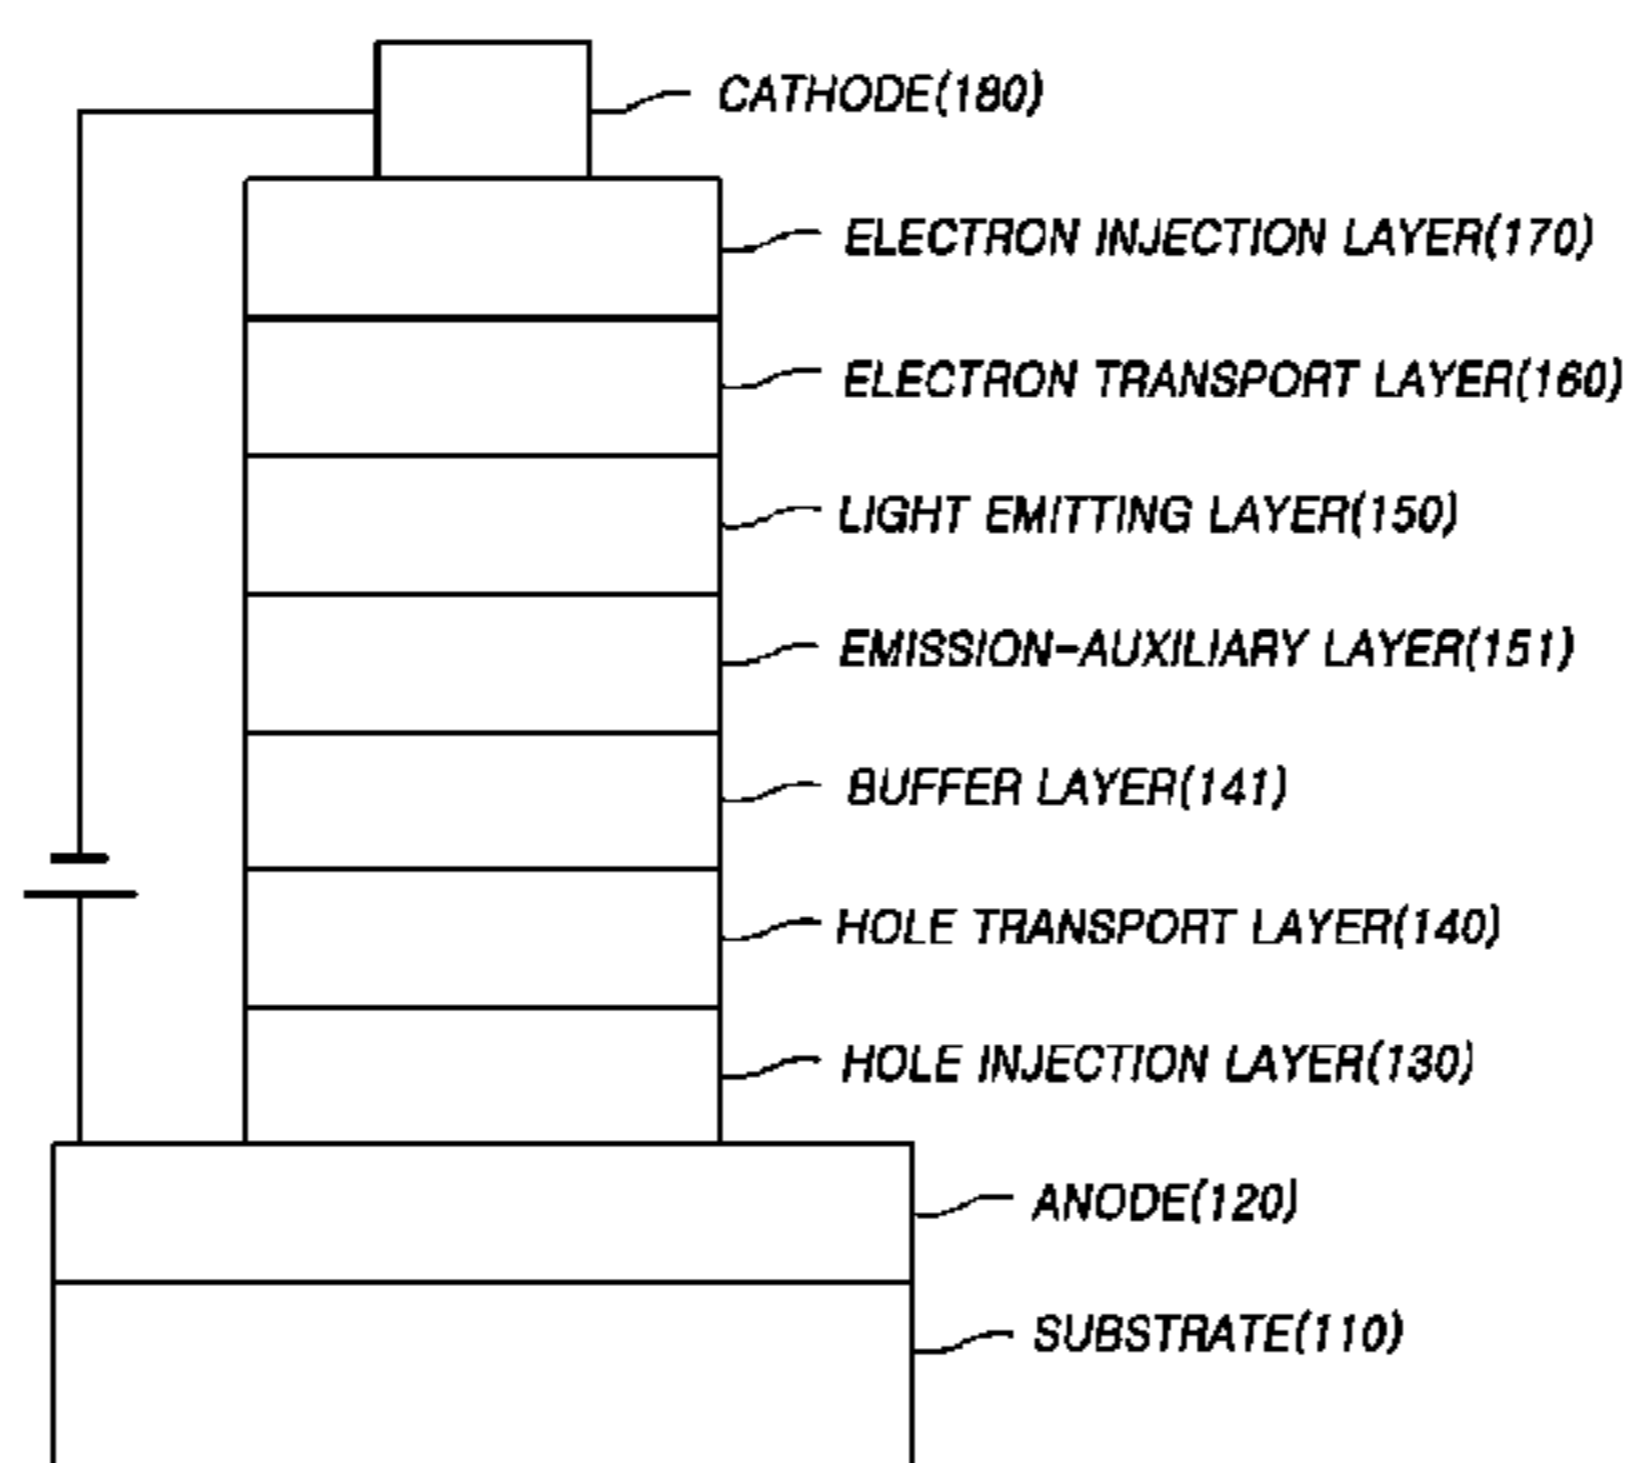 CATHODE(180)
ELECTRON INJECTION LAYER(170)
ELECTRON TRANSPORT LAYER(160)
LIGHT EMITTING LAYER(150)
EMISSION-AUXILIARY LAYER(151)
BUFFER LAYER(141)
HOLE TRANSPORT LAYER(140)
HOLE INJECTION LAYER(130)
ANODE(120)
SUBSTRATE(110)